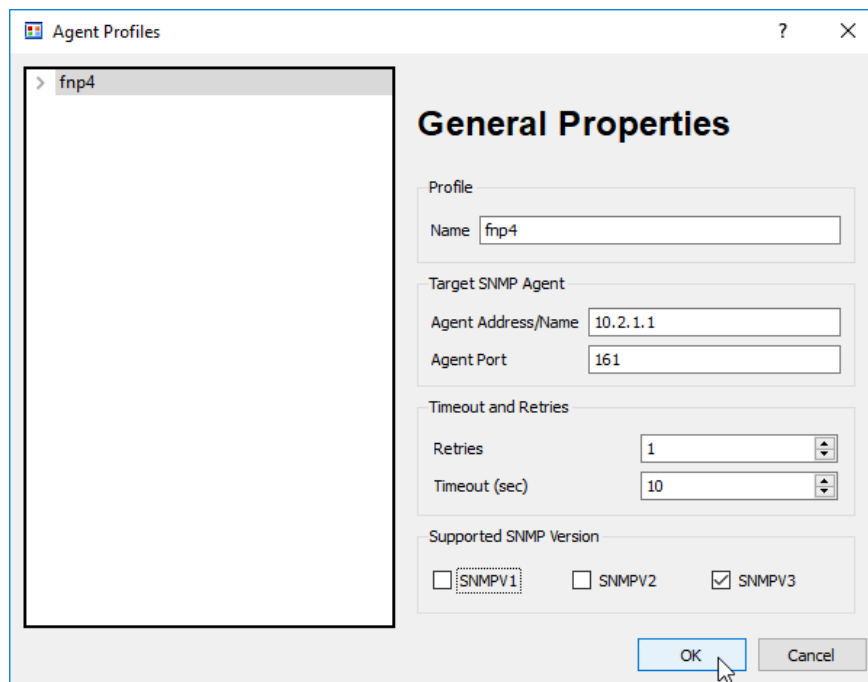 Agent Profiles
?
fnp4
General Properties
Profile
Name fnp4
Target SNMP Agent
Agent Address/Name 10.2.1.1
Agent Port 161
Timeout and Retries
Retries 1
Timeout (sec) 10
Supported SNMP Version
SNMPV1 SNMPV2 SNMPV3
OK Cancel